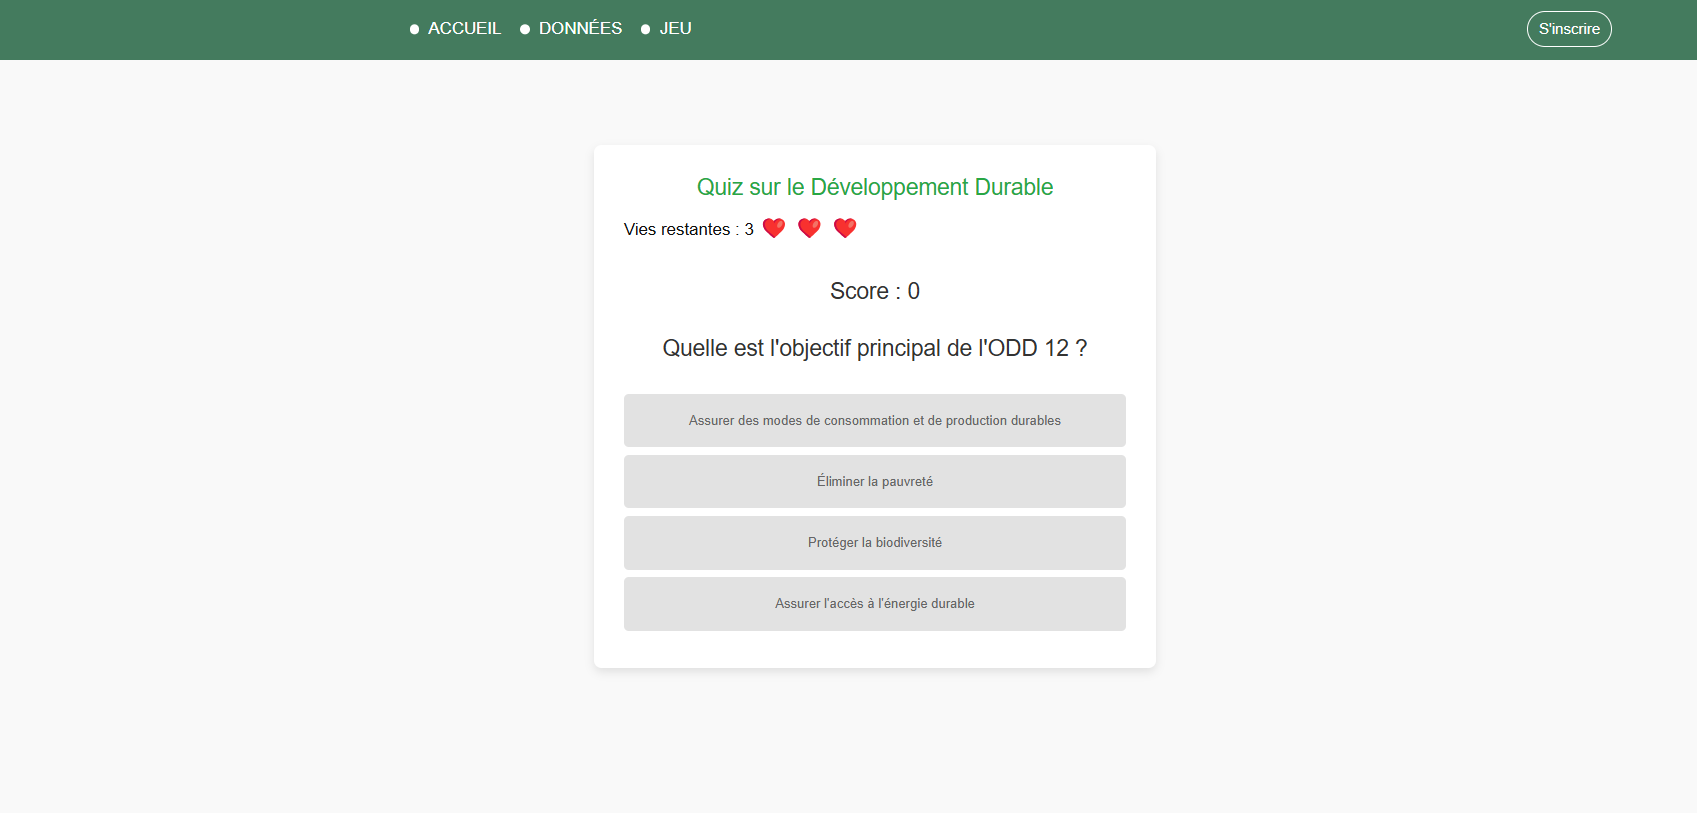 ACCUEIL DONNÉES JEU S'inscrire
Quiz sur le Développement Durable
Vies restantes : 3
Score : 0
Quelle est l'objectif principal de l'ODD 12 ?
Assurer des modes de consommation et de production durables
Éliminer la pauvreté
Protéger la biodiversité
Assurer l'accès à l'énergie durable